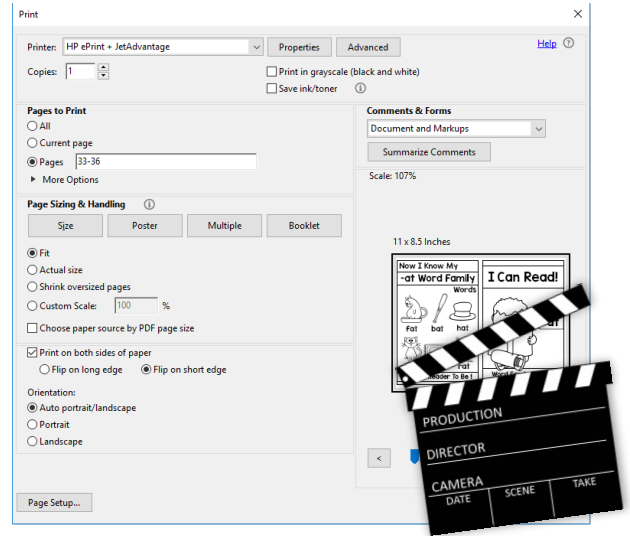 Print
Printer: HP ePrint + JetAdvantage Properties Advanced Help
Copies: 1 Print in grayscale (black and white)
Save ink/toner
Pages to Print
All
Current page
Pages 33-36
More Options
Comments & Forms
Document and Markups
Summarize Comments
Page Sizing & Handling
Size Poster Multiple Booklet
Fit
Actual size
Shrink oversized pages
Custom Scale: 100 %
Choose paper source by PDF page size
Print on both sides of paper
Flip on long edge Flip on short edge
Orientation:
Auto portrait/landscape
Portrait
Landscape
Page Setup...
Scale: 107%
11 x 8.5 Inches
Now I Know My
-at Word Family
Words
fat bat hat
rat
I Can Read!
at
<
PRODUCTION
DIRECTOR
CAMERA
DATE SCENE TAKE